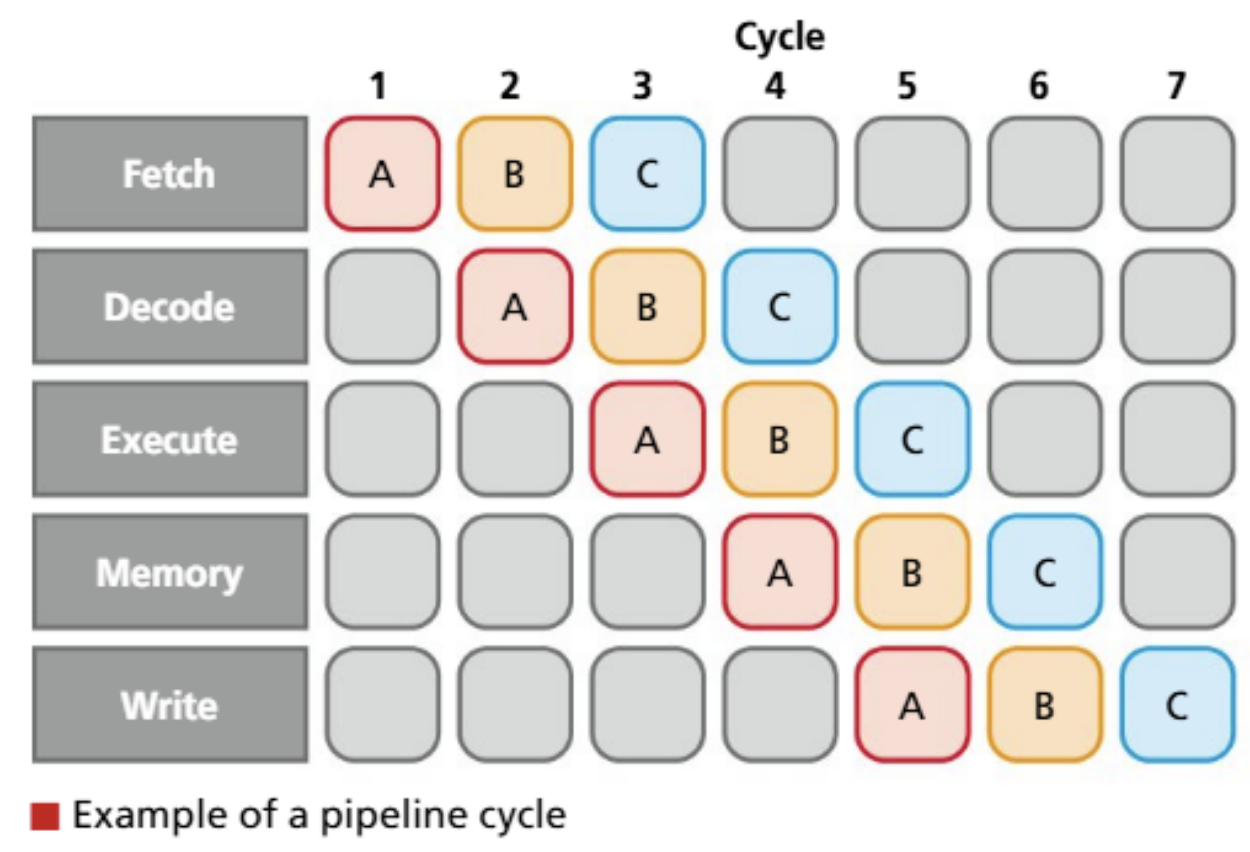 Cycle
1 2 3 4 5 6 7
Fetch A B C
Decode A B C
Execute A B C
Memory A B C
Write A B C
Example of a pipeline cycle